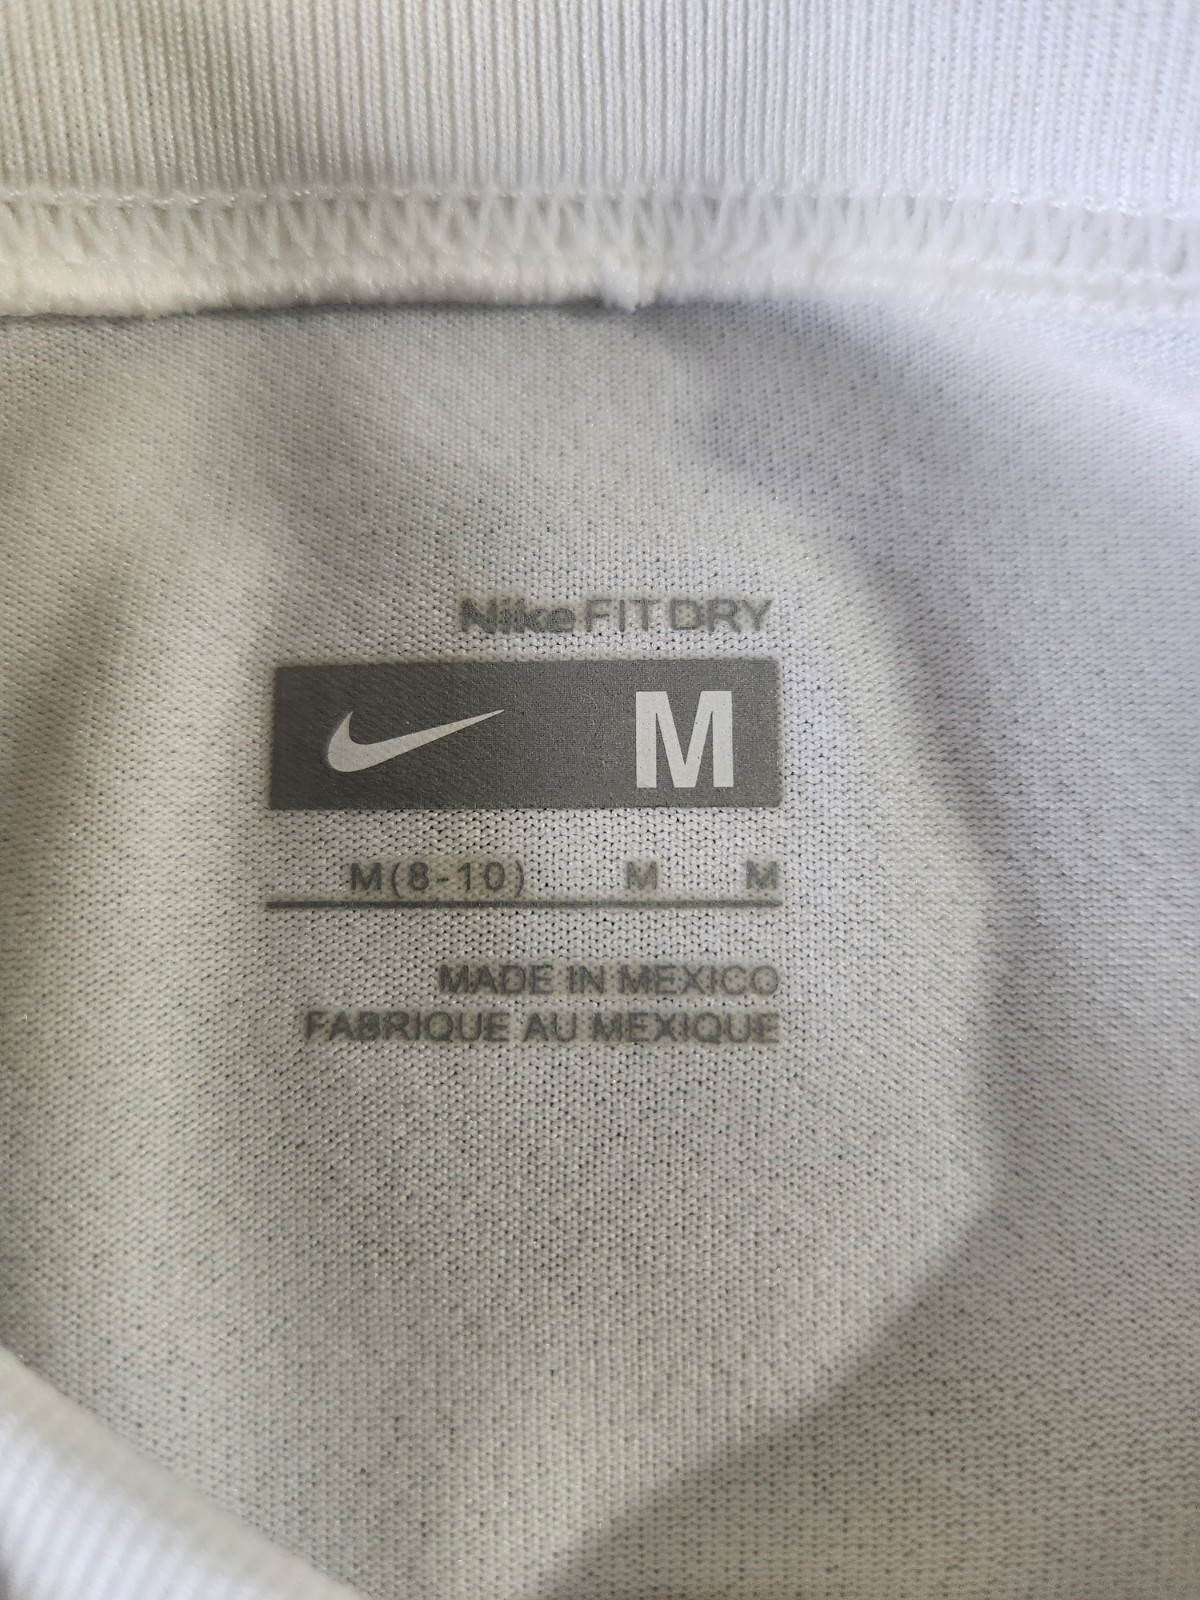 Nike FIT DRY
M
M(8-10) M M
MADE IN MEXICO
FABRIQUE AU MEXIQUE